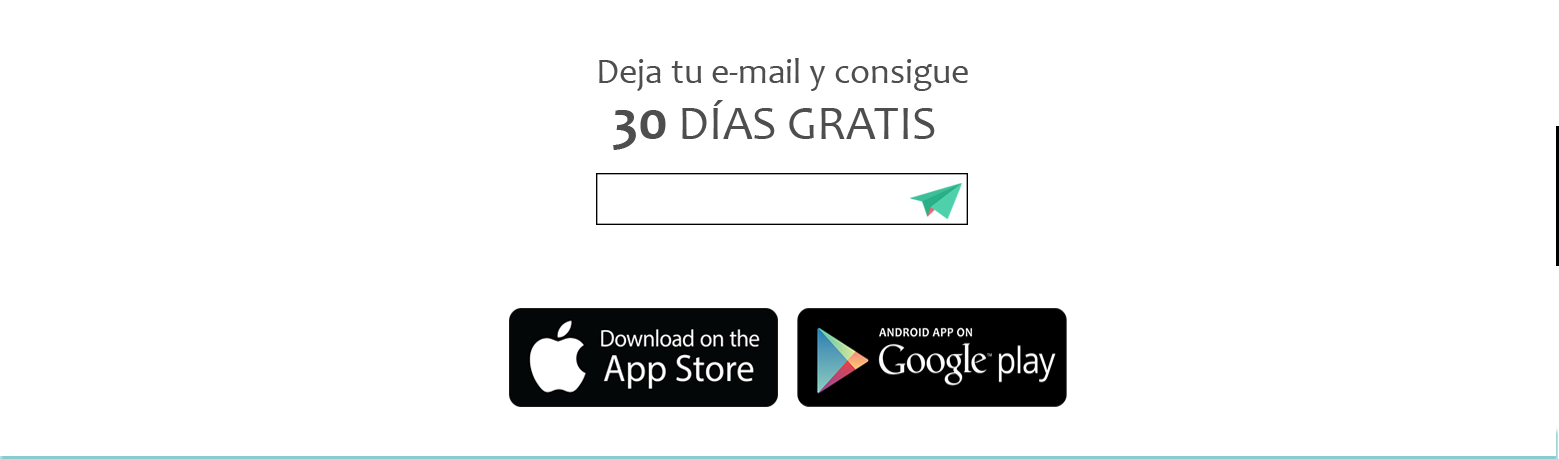 Deja tu e-mail y consigue
30 DÍAS GRATIS
Download on the
App Store
ANDROID APP ON
Google play